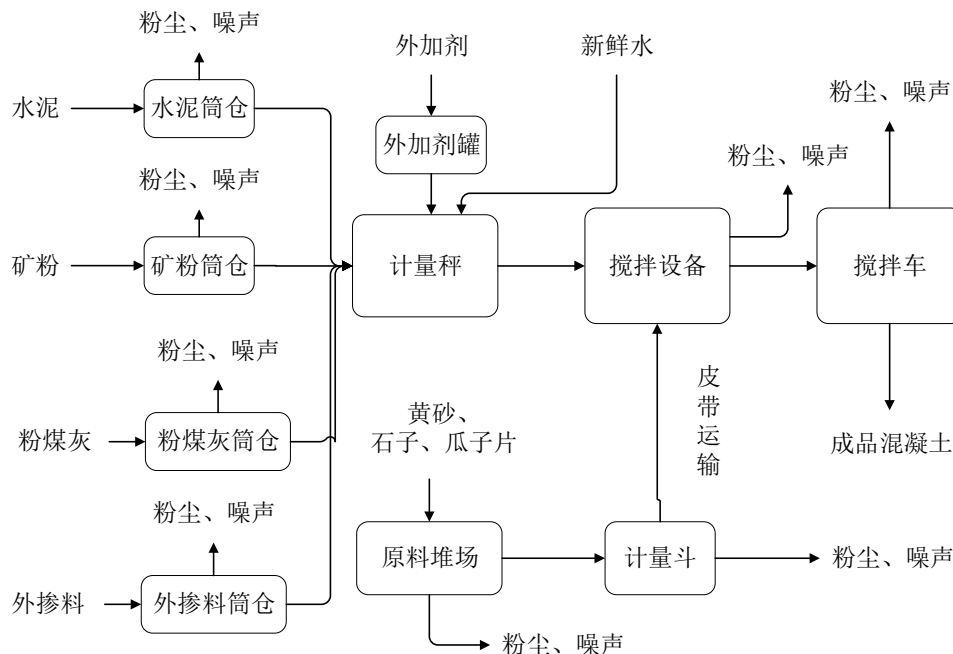 粉尘、噪声
外加剂
新鲜水
水泥
水泥筒仓
粉尘、噪声
外加剂罐
粉尘、噪声
粉尘、噪声
矿粉
矿粉筒仓
计量秤
搅拌设备
搅拌车
粉尘、噪声
皮带运输
黄砂、
石子、瓜子片
粉煤灰
粉煤灰筒仓
成品混凝土
粉尘、噪声
原料堆场
计量斗
粉尘、噪声
外掺料
外掺料筒仓
粉尘、噪声